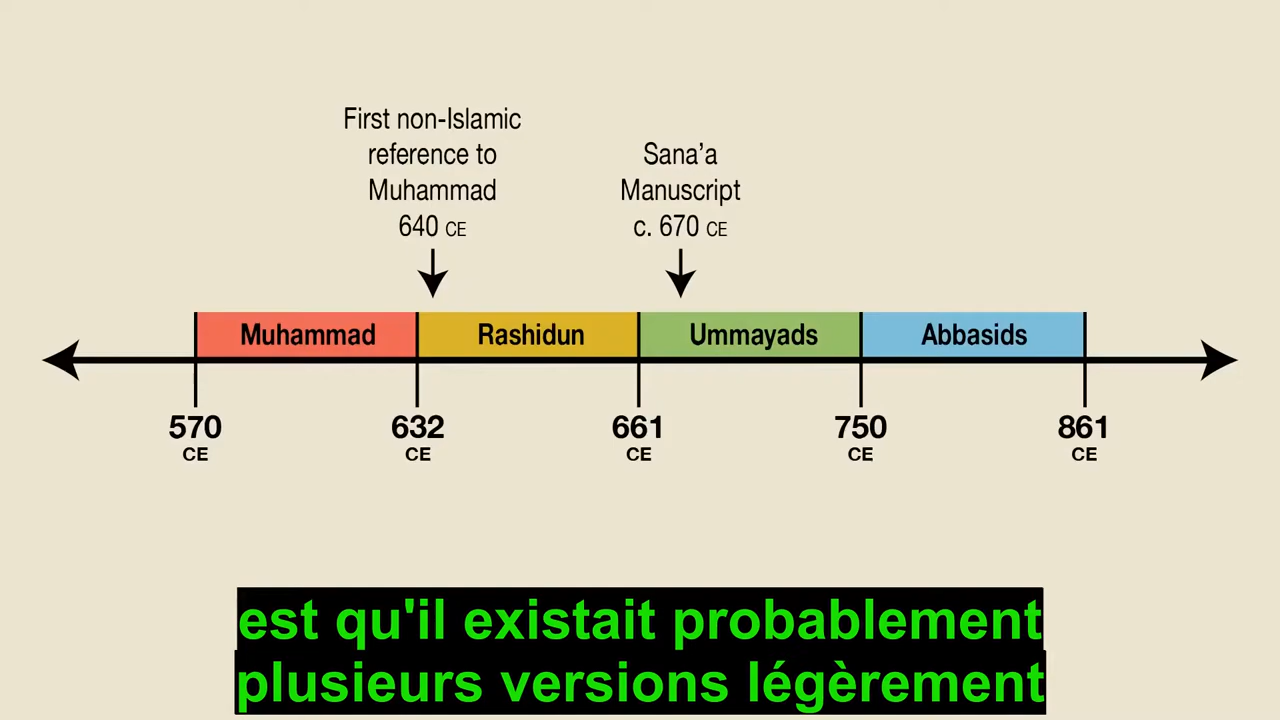 First non-Islamic
reference to
Muhammad
640 CE
Sana'a
Manuscript
c. 670 CE
Muhammad
Rashidun
Ummayads
Abbasids
570
CE
632
CE
661
CE
750
CE
861
CE
est qu'il existait probablement
plusieurs versions légèrement